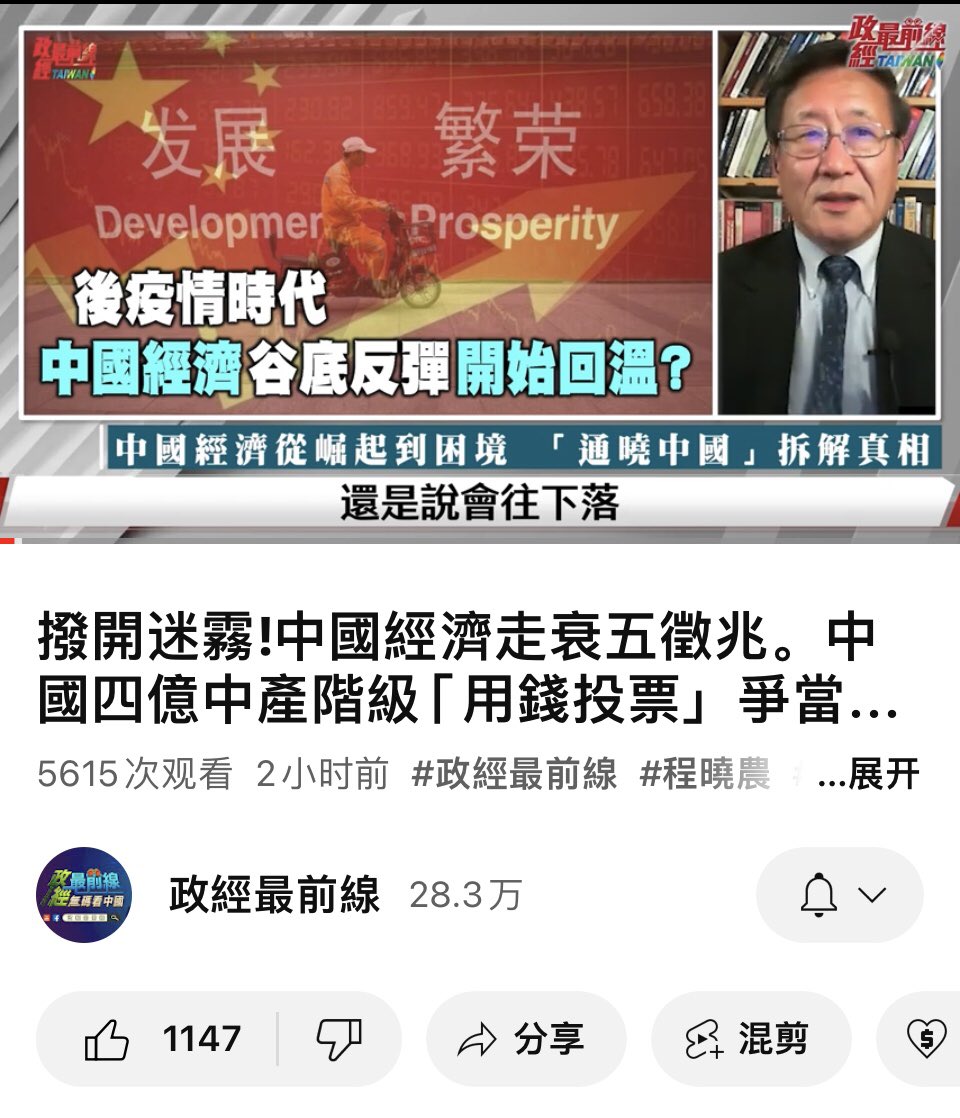 政經最前線
TAIWAN
政經最前線
TAIWAN
发展 繁荣
Developmen Prosperity
後疫情時代
中國經濟谷底反彈開始回溫?
中國經濟從崛起到困境 「通曉中國」拆解真相
還是說會往下落
撥開迷霧!中國經濟走衰五徵兆。中
國四億中產階級「用錢投票」爭當...
5615次观看 2小时前 #政經最前線 #程曉農 # ...展开
政經最前線
無碼看中國
政經最前線 28.3万
1147 分享 混剪